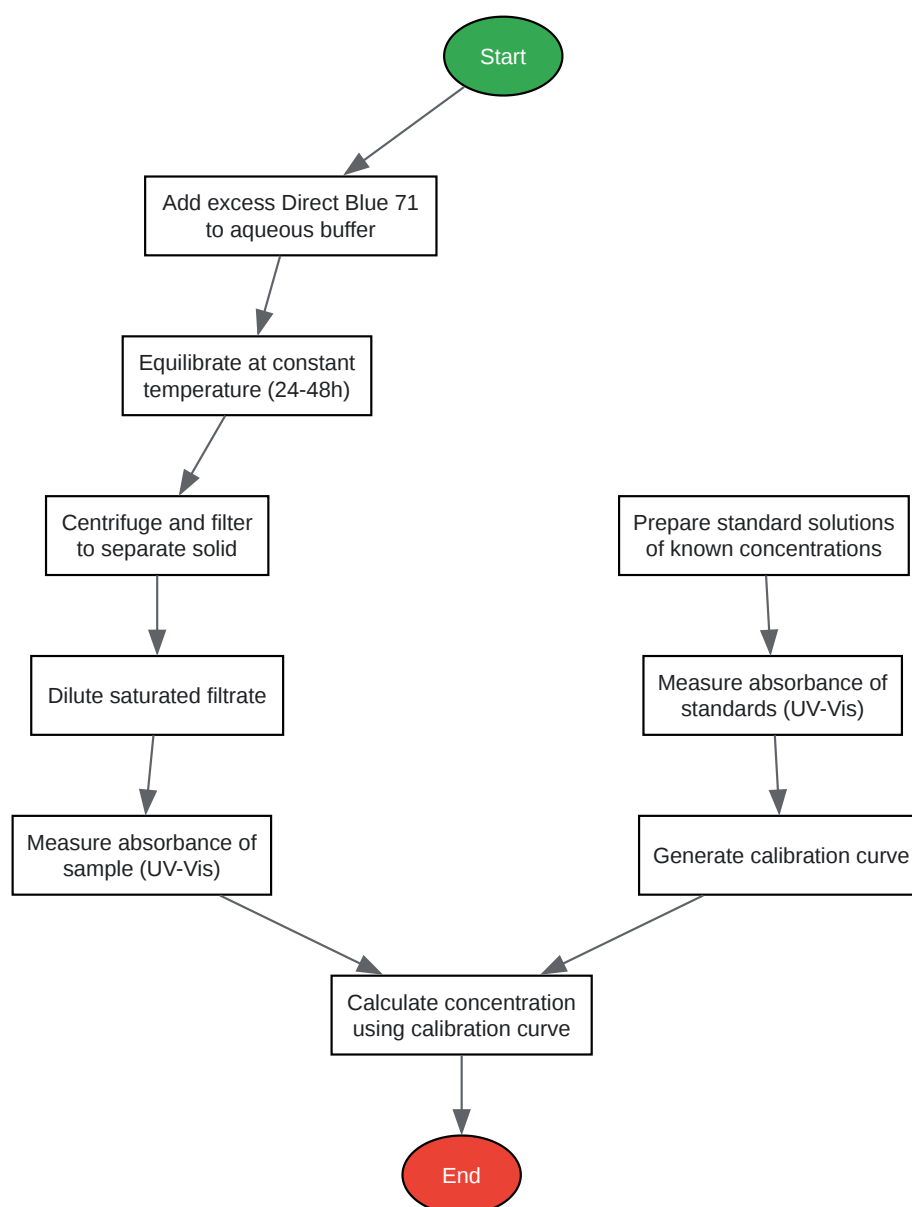 Start
Add excess Direct Blue 71
to aqueous buffer
Equilibrate at constant
temperature (24-48h)
Centrifuge and filter
to separate solid
Dilute saturated filtrate
Measure absorbance of
sample (UV-Vis)
Prepare standard solutions
of known concentrations
Measure absorbance of
standards (UV-Vis)
Generate calibration curve
Calculate concentration
using calibration curve
End